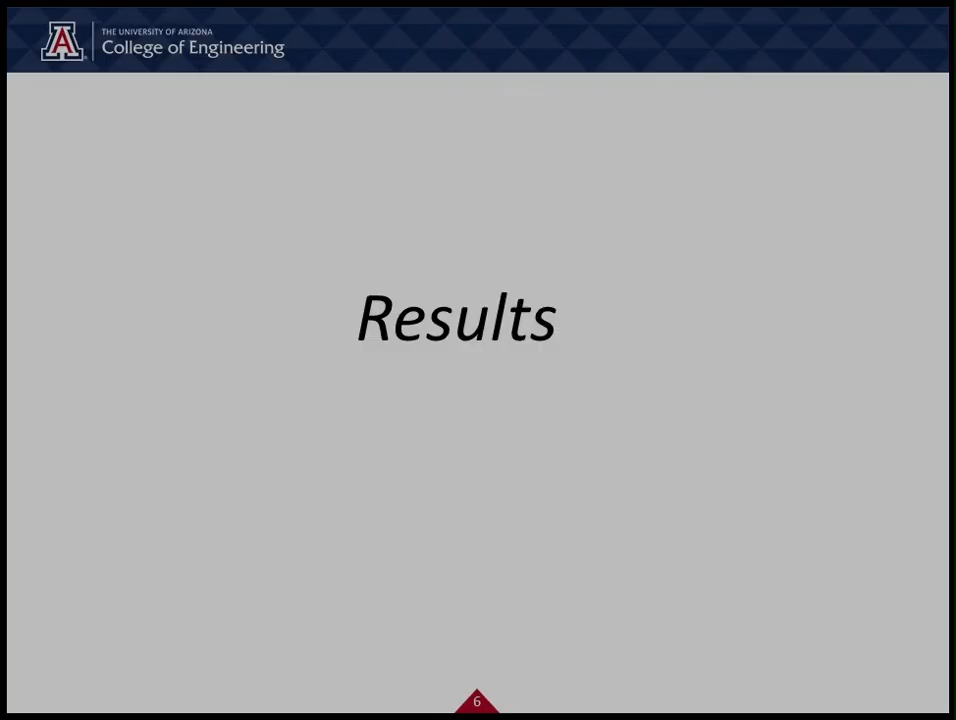 THE UNIVERSITY OF ARIZONA
College of Engineering
Results
6